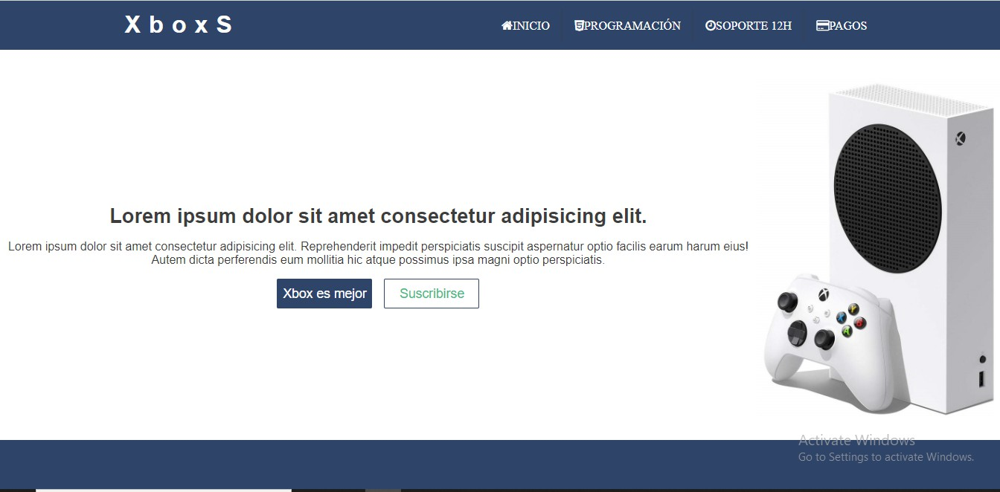 XboxS
INICIO
PROGRAMACIÓN
SOPORTE 12H
PAGOS
Lorem ipsum dolor sit amet consectetur adipisicing elit.
Lorem ipsum dolor sit amet consectetur adipisicing elit. Reprehenderit impedit perspiciatis suscipit aspernatur optio facilis earum harum eius!
Autem dicta perferendis eum mollitia hic atque possimus ipsa magni optio perspiciatis.
Xbox es mejor
Suscribirse
X
Y
B
A
Activate Windows
Go to Settings to activate Windows.